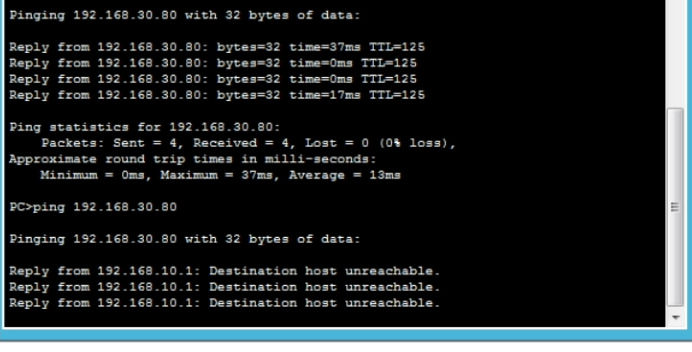 Pinging 192.168.30.80 with 32 bytes of data:
Reply from 192.168.30.80: bytes=32 time=37ms TTL=125
Reply from 192.168.30.80: bytes=32 time=0ms TTL=125
Reply from 192.168.30.80: bytes=32 time=0ms TTL=125
Reply from 192.168.30.80: bytes=32 time=17ms TTL=125
Ping statistics for 192.168.30.80:
Packets: Sent = 4, Received = 4, Lost = 0 (0% loss),
Approximate round trip times in milli-seconds:
Minimum = 0ms, Maximum = 37ms, Average = 13ms
PC>ping 192.168.30.80
Pinging 192.168.30.80 with 32 bytes of data:
Reply from 192.168.10.1: Destination host unreachable.
Reply from 192.168.10.1: Destination host unreachable.
Reply from 192.168.10.1: Destination host unreachable.